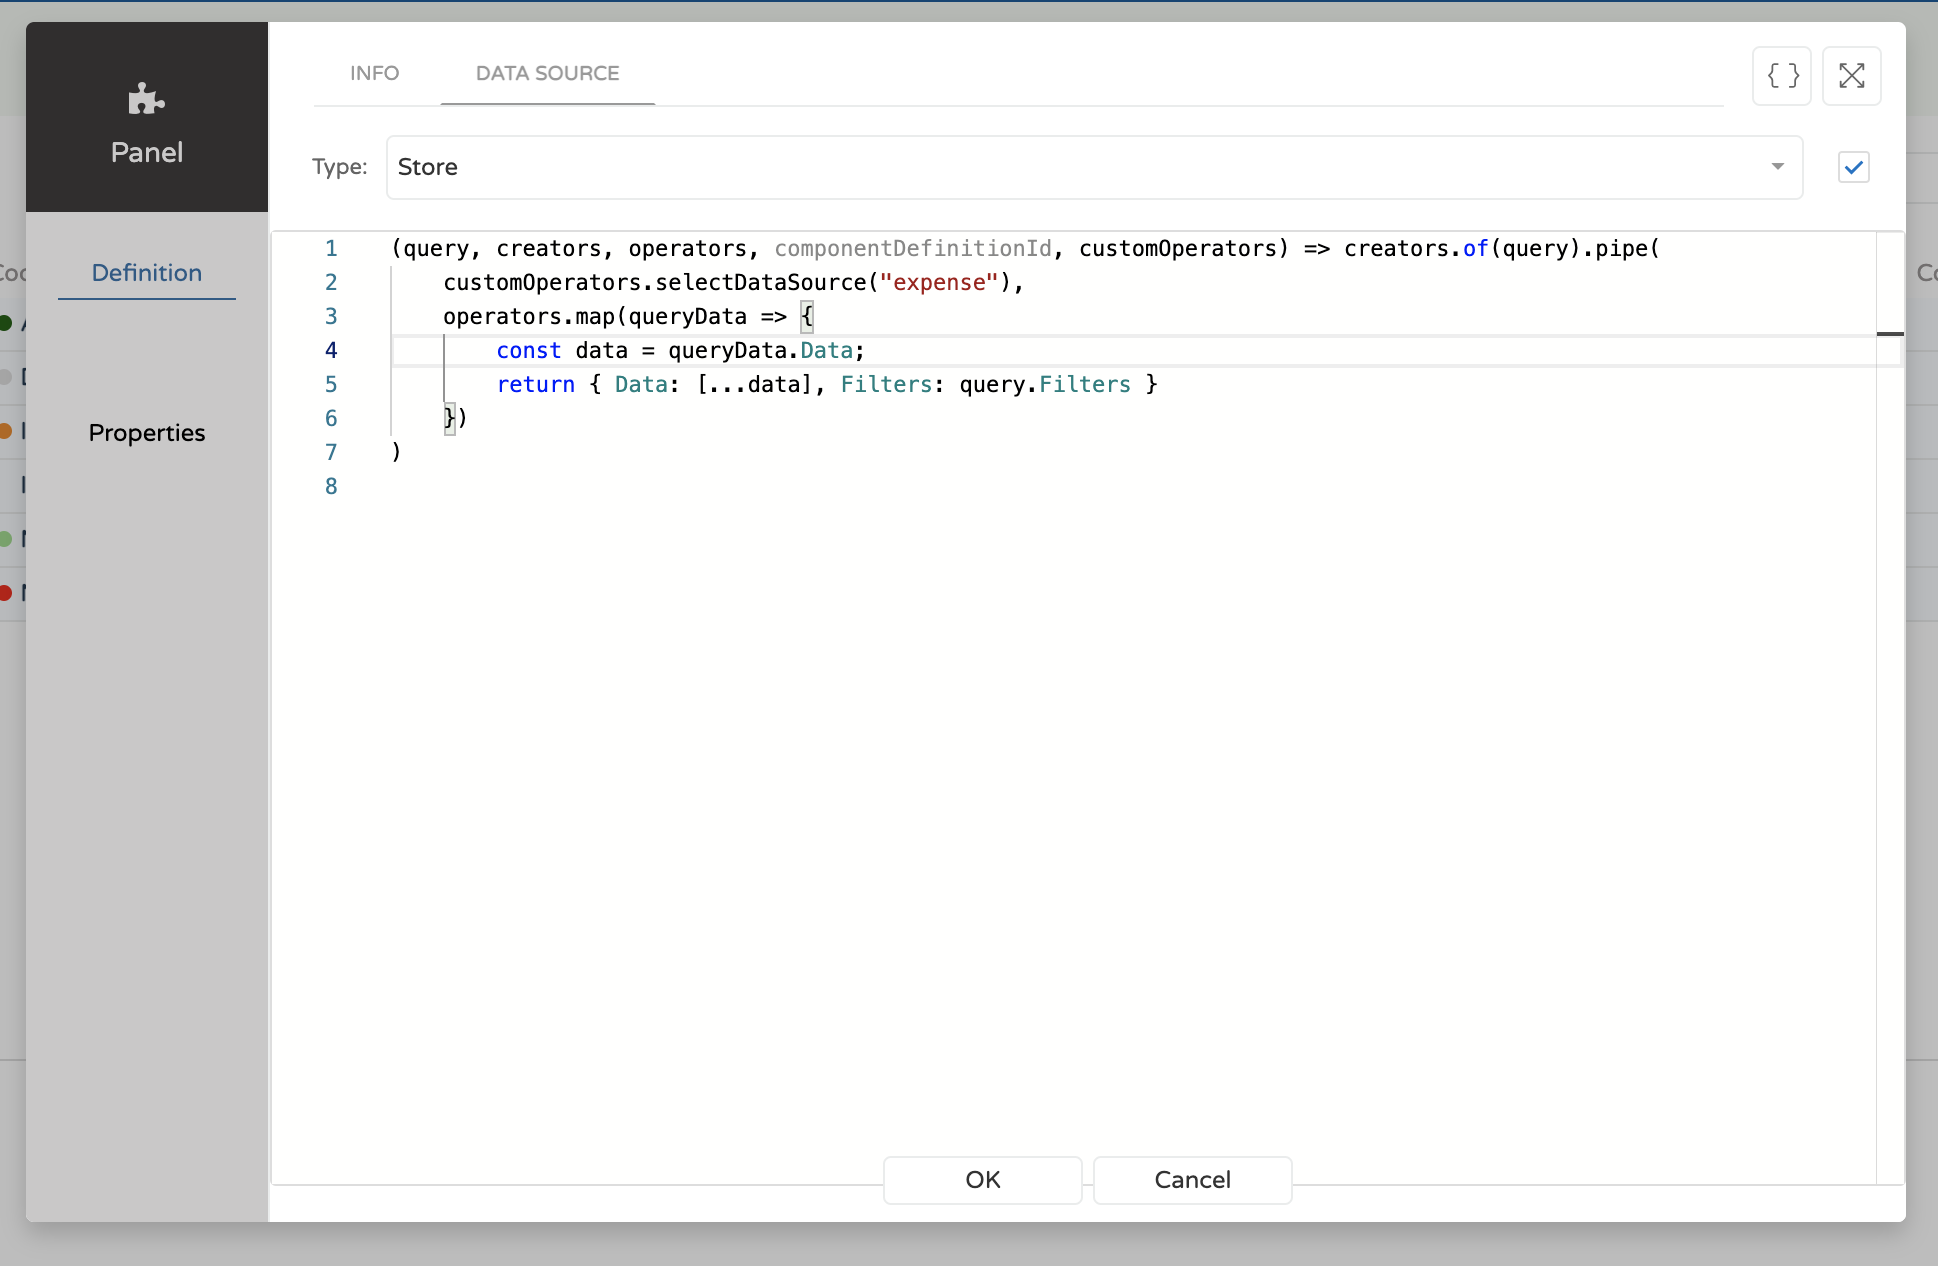 Panel
Definition
Properties
INFO
DATA SOURCE
{ }
Type:
Store
1 (query, creators, operators, componentDefinitionId, customOperators) => creators.of(query).pipe(
2     customOperators.selectDataSource("expense"),
3     operators.map(queryData => {
4         const data = queryData.Data;
5         return { Data: [...data], Filters: query.Filters }
6     })
7 )
8
OK
Cancel